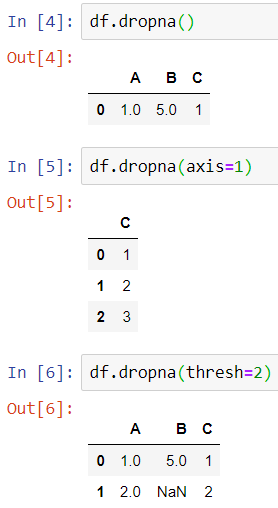 In [4]: df.dropna()
Out[4]:
A B C
0 1.0 5.0 1
In [5]: df.dropna(axis=1)
Out[5]:
C
0 1
1 2
2 3
In [6]: df.dropna(thresh=2)
Out[6]:
A B C
0 1.0 5.0 1
1 2.0 NaN 2